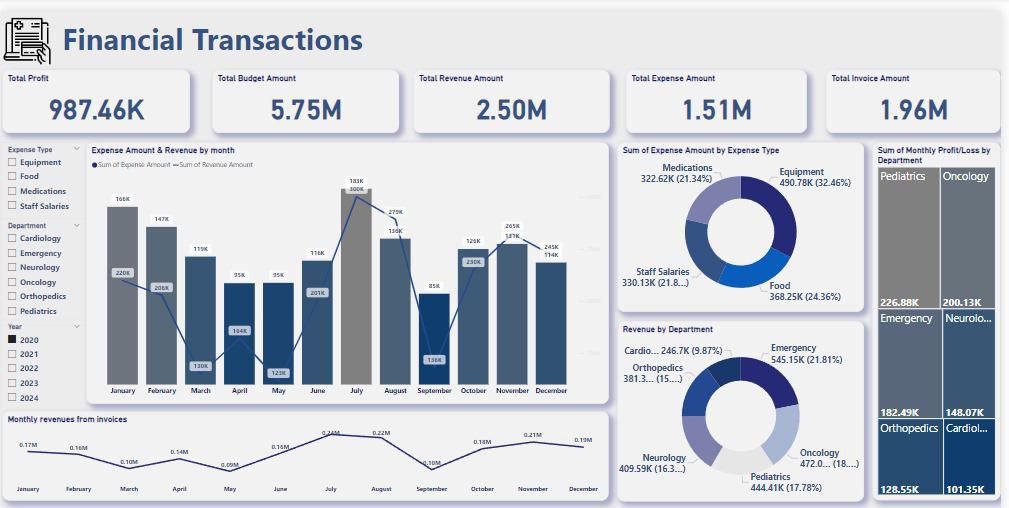 Financial Transactions
Total Profit
987.46K
Total Budget Amount
5.75M
Total Revenue Amount
2.50M
Total Expense Amount
1.51M
Total Invoice Amount
1.96M
Expense Type
Equipment
Food
Medications
Staff Salaries
Department
Cardiology
Emergency
Neurology
Oncology
Orthopedics
Pediatrics
Year
2020
2021
2022
2023
2024
Expense Amount & Revenue by month
Sum of Expense Amount Sum of Revenue Amount
166K
147K
119K
95K
95K
116K
183K
136K
85K
126K
131K
114K
220K
206K
130K
164K
123K
201K
300K
279K
136K
230K
265K
245K
January February March April May June July August September October November December
Monthly revenues from invoices
0.17M 0.16M 0.10M 0.14M 0.09M 0.16M 0.24M 0.22M 0.10M 0.18M 0.21M 0.19M
January February March April May June July August September October November December
Sum of Expense Amount by Expense Type
Medications
322.62K (21.34%)
Equipment
490.78K (32.46%)
Staff Salaries
330.13K (21.8...)
Food
368.25K (24.36%)
Revenue by Department
Cardio... 246.7K (9.87%)
Emergency
545.15K (21.81%)
Orthopedics
381.3... (15....)
Neurology
409.59K (16.3...)
Oncology
472.0... (18....)
Pediatrics
444.41K (17.78%)
Sum of Monthly Profit/Loss by
Department
Pediatrics
226.88K
Oncology
200.13K
Emergency
182.49K
Neurolo...
148.07K
Orthopedics
128.55K
Cardiol...
101.35K